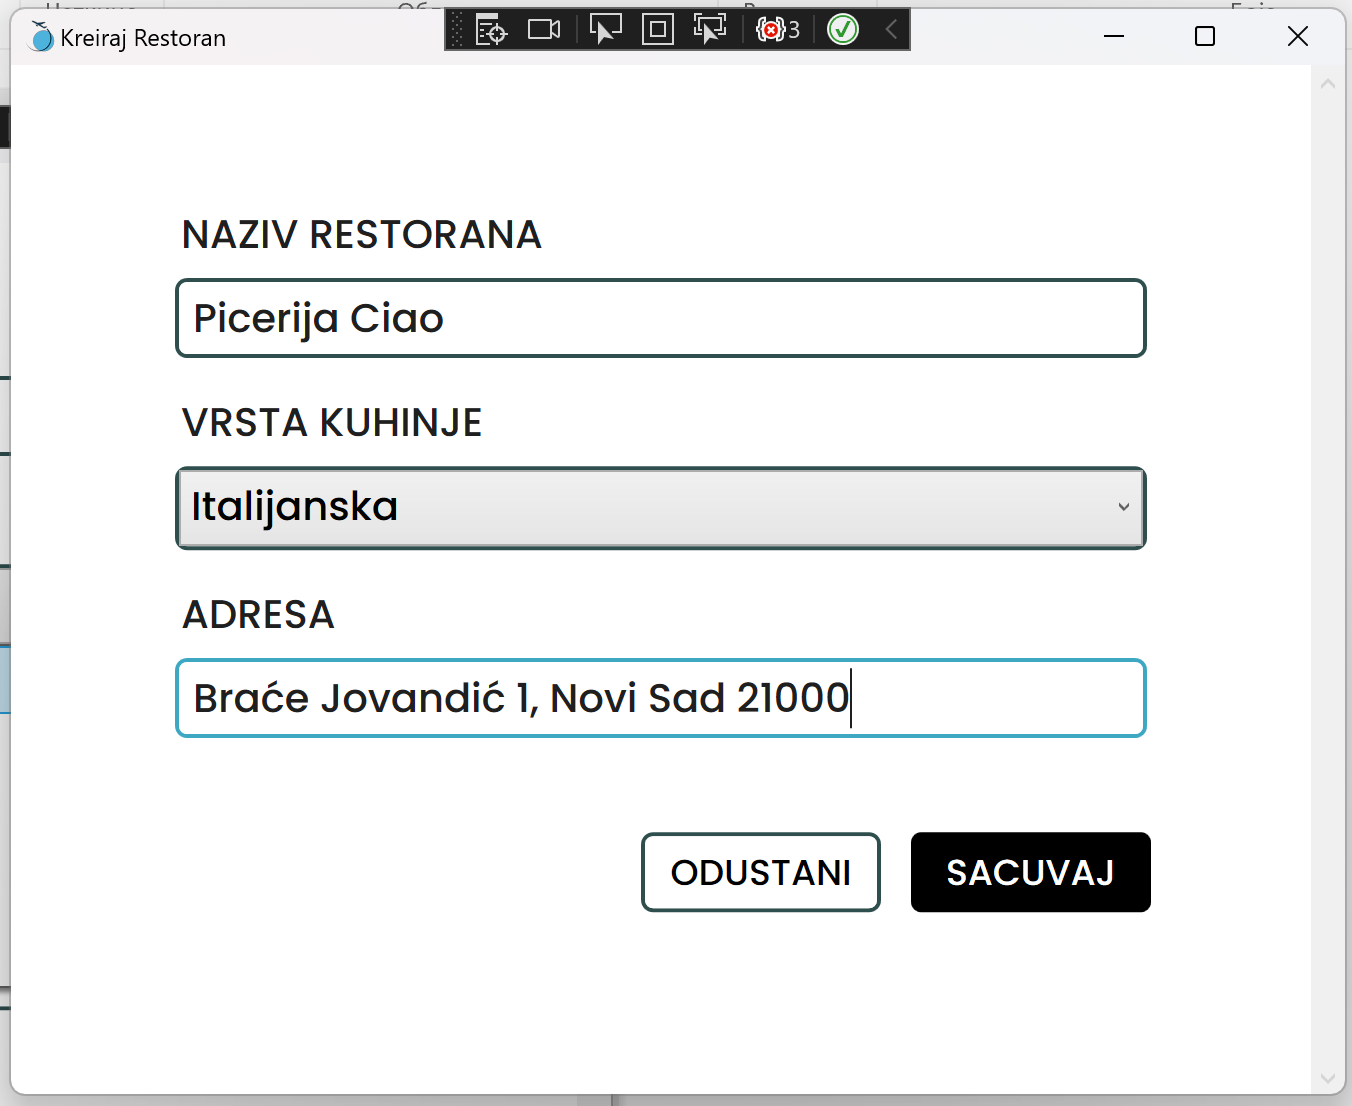 Kreiraj Restoran
3
NAZIV RESTORANA
Picerija Ciao
VRSTA KUHINJE
Italijanska
ADRESA
Braće Jovandić 1, Novi Sad 21000
ODUSTANI
SACUVAJ